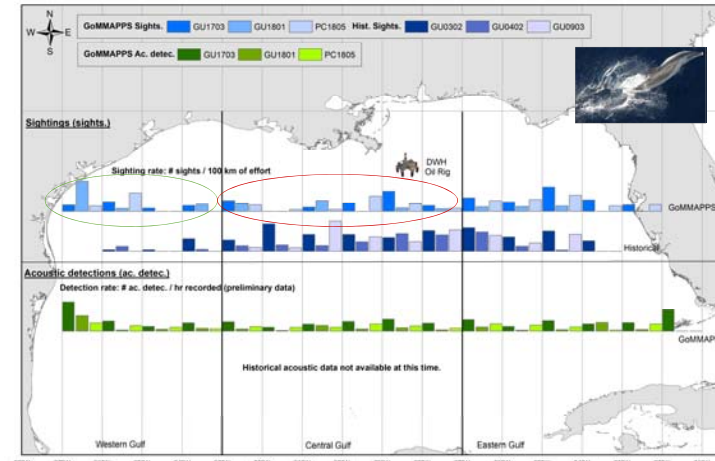 N
W E
S
GoMMAPPS Sights. GU1703 GU1801 PC1805 Hist. Sights. GU0302 GU0402 GU0903
GoMMAPPS Ac. detec. GU1703 GU1801 PC1805
Sightings (sights.)
Sighting rate: # sights / 100 km of effort
DWH
Oil Rig
GoMMAPPS
Historical
Acoustic detections (ac. detec.)
Detection rate: # ac. detec. / hr recorded (preliminary data)
GoMMAPP
Historical acoustic data not available at this time.
Western Gulf
Central Gulf
Eastern Gulf